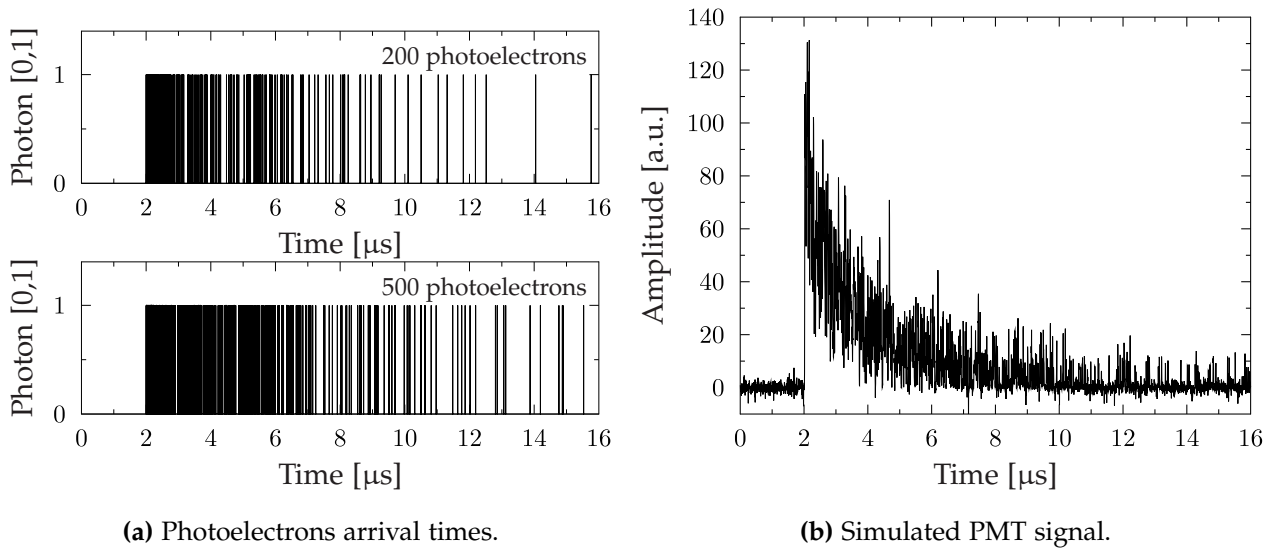 200 photoelectrons
Photon [0,1]
1
0
0 2 4 6 8 10 12 14 16
Time [μs]
500 photoelectrons
Photon [0,1]
1
0
0 2 4 6 8 10 12 14 16
Time [μs]
(a) Photoelectrons arrival times.
140
120
100
80
60
40
20
0
Amplitude [a.u.]
0 2 4 6 8 10 12 14 16
Time [μs]
(b) Simulated PMT signal.